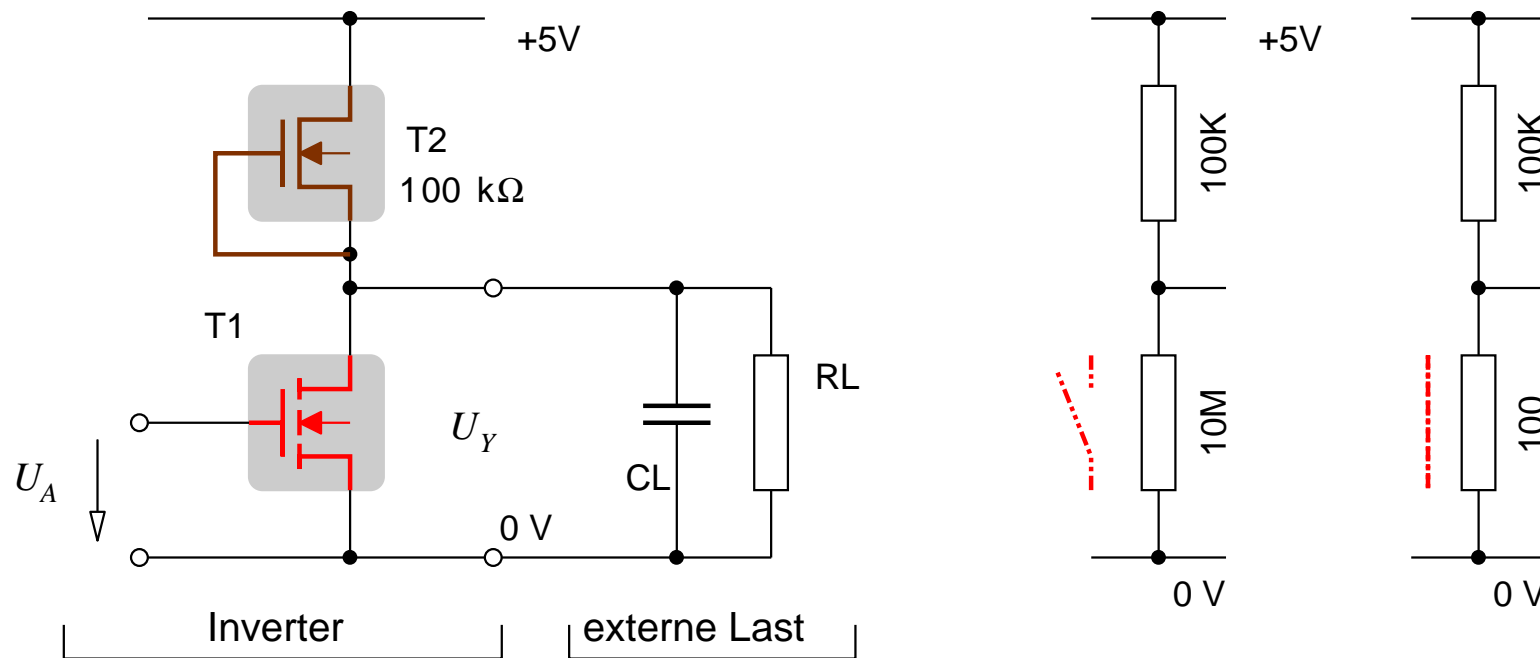 +5V
T2
100 kΩ
T1
U_A
U_Y
CL
RL
0 V
Inverter
externe Last
+5V
100K
10M
0 V
100K
100
0 V